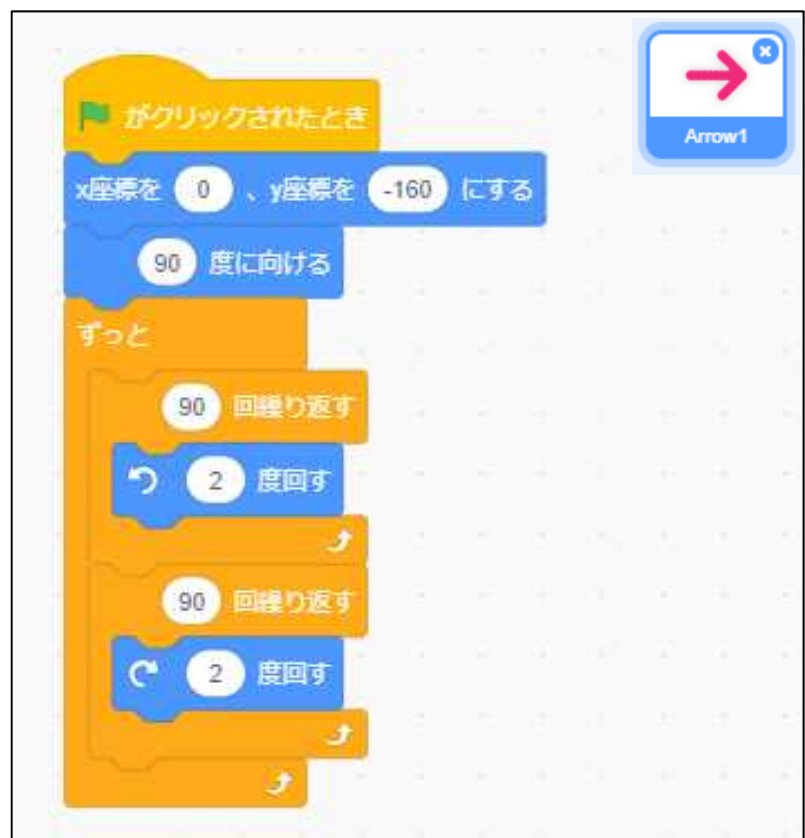 がクリックされたとき
Arrow1
x座標を 0 、y座標を -160 にする
90 度に向ける
ずっと
90 回繰り返す
2 度回す
90 回繰り返す
2 度回す